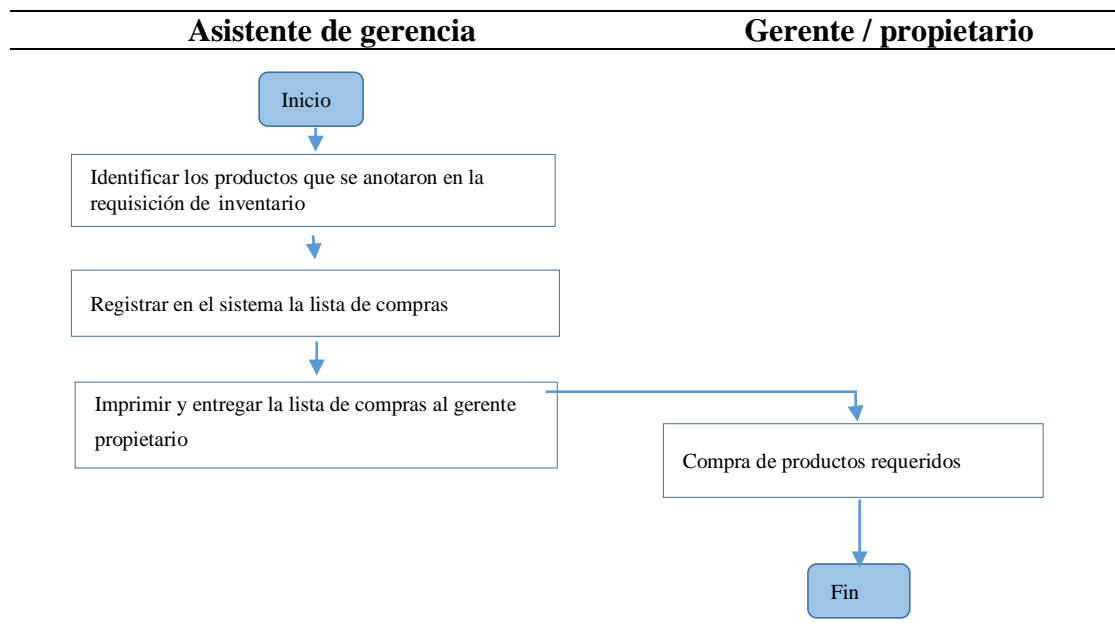 Asistente de gerencia
Gerente / propietario
Inicio
Identificar los productos que se anotaron en la
requisición de inventario
Registrar en el sistema la lista de compras
Imprimir y entregar la lista de compras al gerente
propietario
Compra de productos requeridos
Fin